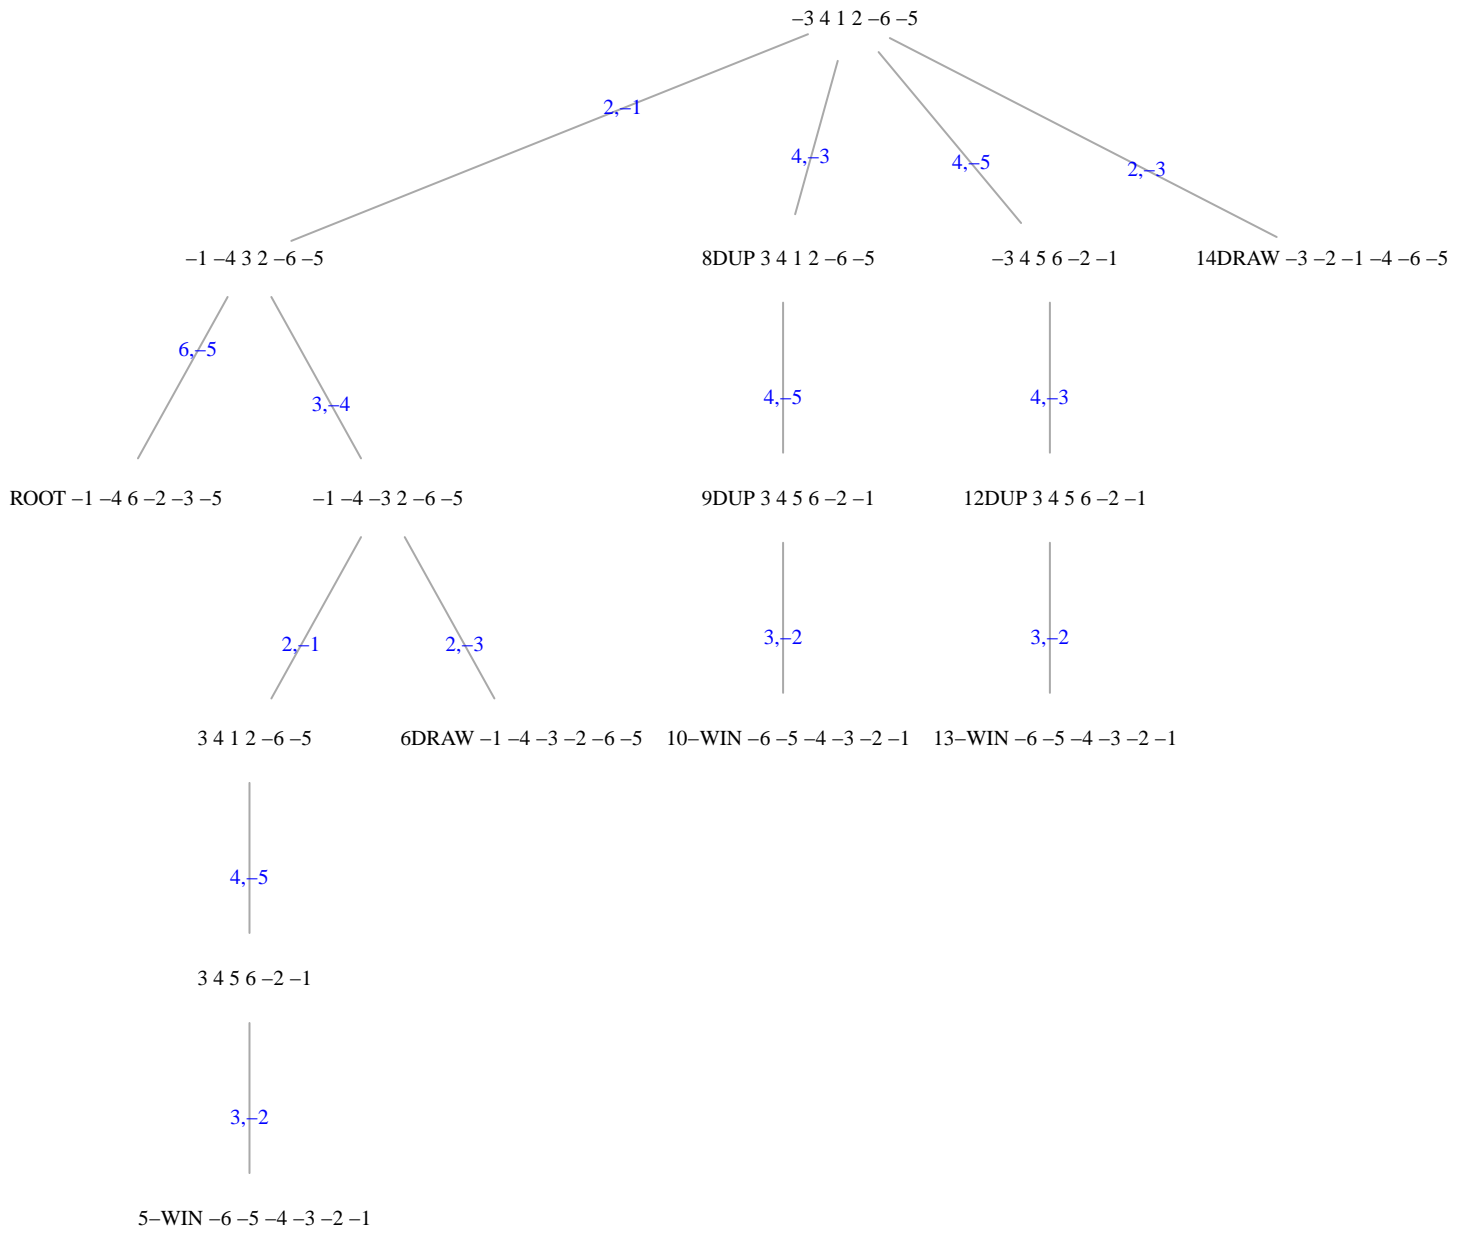 –3 4 1 2 –6 –5
2,–1
4,–3
4,–5
2,–3
–1 –4 3 2 –6 –5
8DUP 3 4 1 2 –6 –5
–3 4 5 6 –2 –1
14DRAW –3 –2 –1 –4 –6 –5
6,–5
3,–4
4,–5
4,–3
ROOT –1 –4 6 –2 –3 –5
–1 –4 –3 2 –6 –5
9DUP 3 4 5 6 –2 –1
12DUP 3 4 5 6 –2 –1
2,–1
2,–3
3,–2
3,–2
3 4 1 2 –6 –5
6DRAW –1 –4 –3 –2 –6 –5
10–WIN –6 –5 –4 –3 –2 –1
13–WIN –6 –5 –4 –3 –2 –1
4,–5
3 4 5 6 –2 –1
3,–2
5–WIN –6 –5 –4 –3 –2 –1